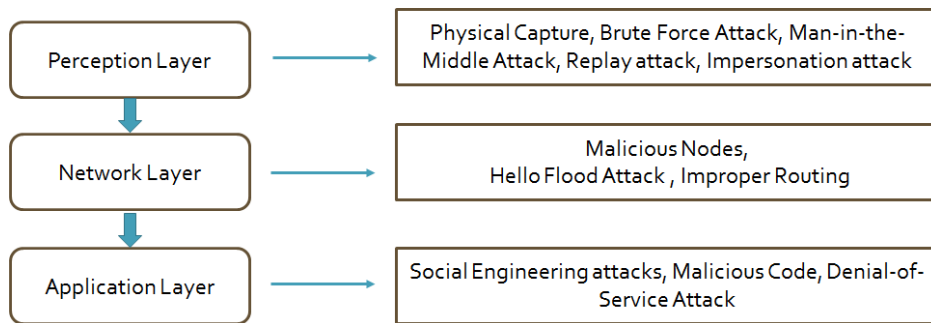 Perception Layer
Physical Capture, Brute Force Attack, Man-in-the-
Middle Attack, Replay attack, Impersonation attack
Network Layer
Malicious Nodes,
Hello Flood Attack , Improper Routing
Application Layer
Social Engineering attacks, Malicious Code, Denial-of-
Service Attack